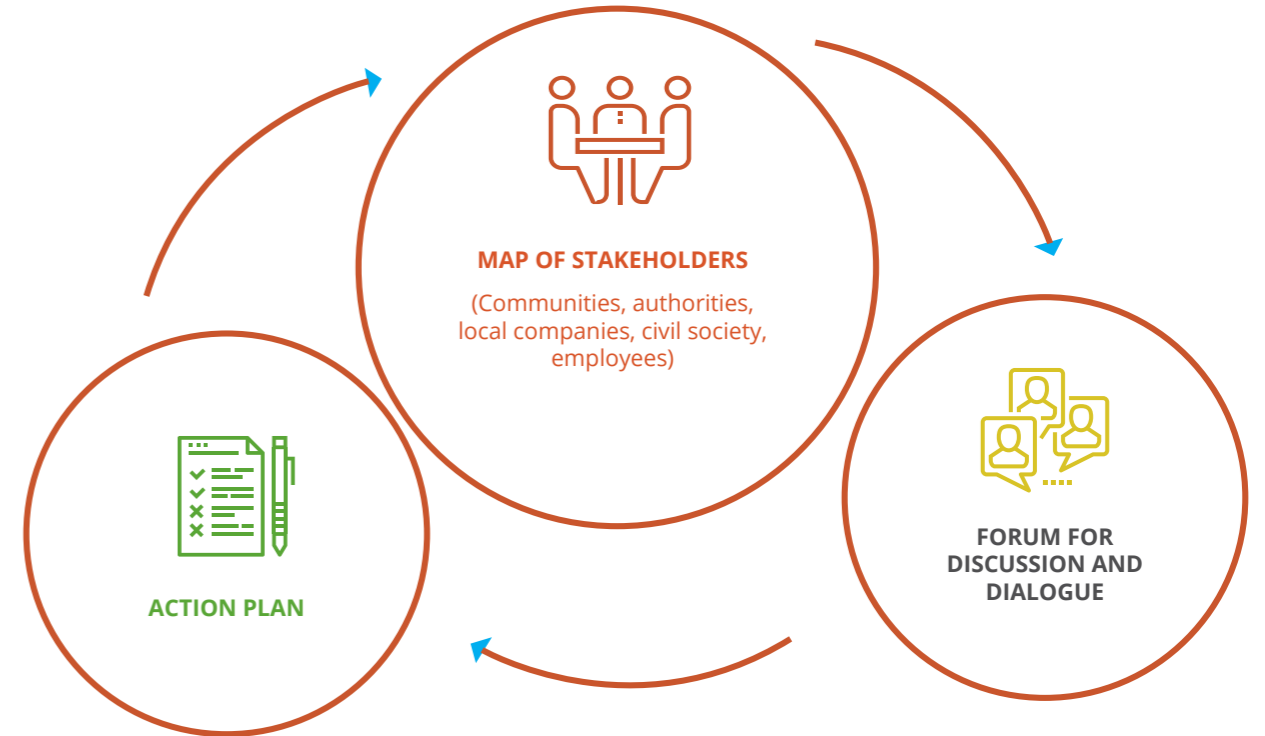 MAP OF STAKEHOLDERS
(Communities, authorities,
local companies, civil society,
employees)
FORUM FOR
DISCUSSION AND
DIALOGUE
ACTION PLAN